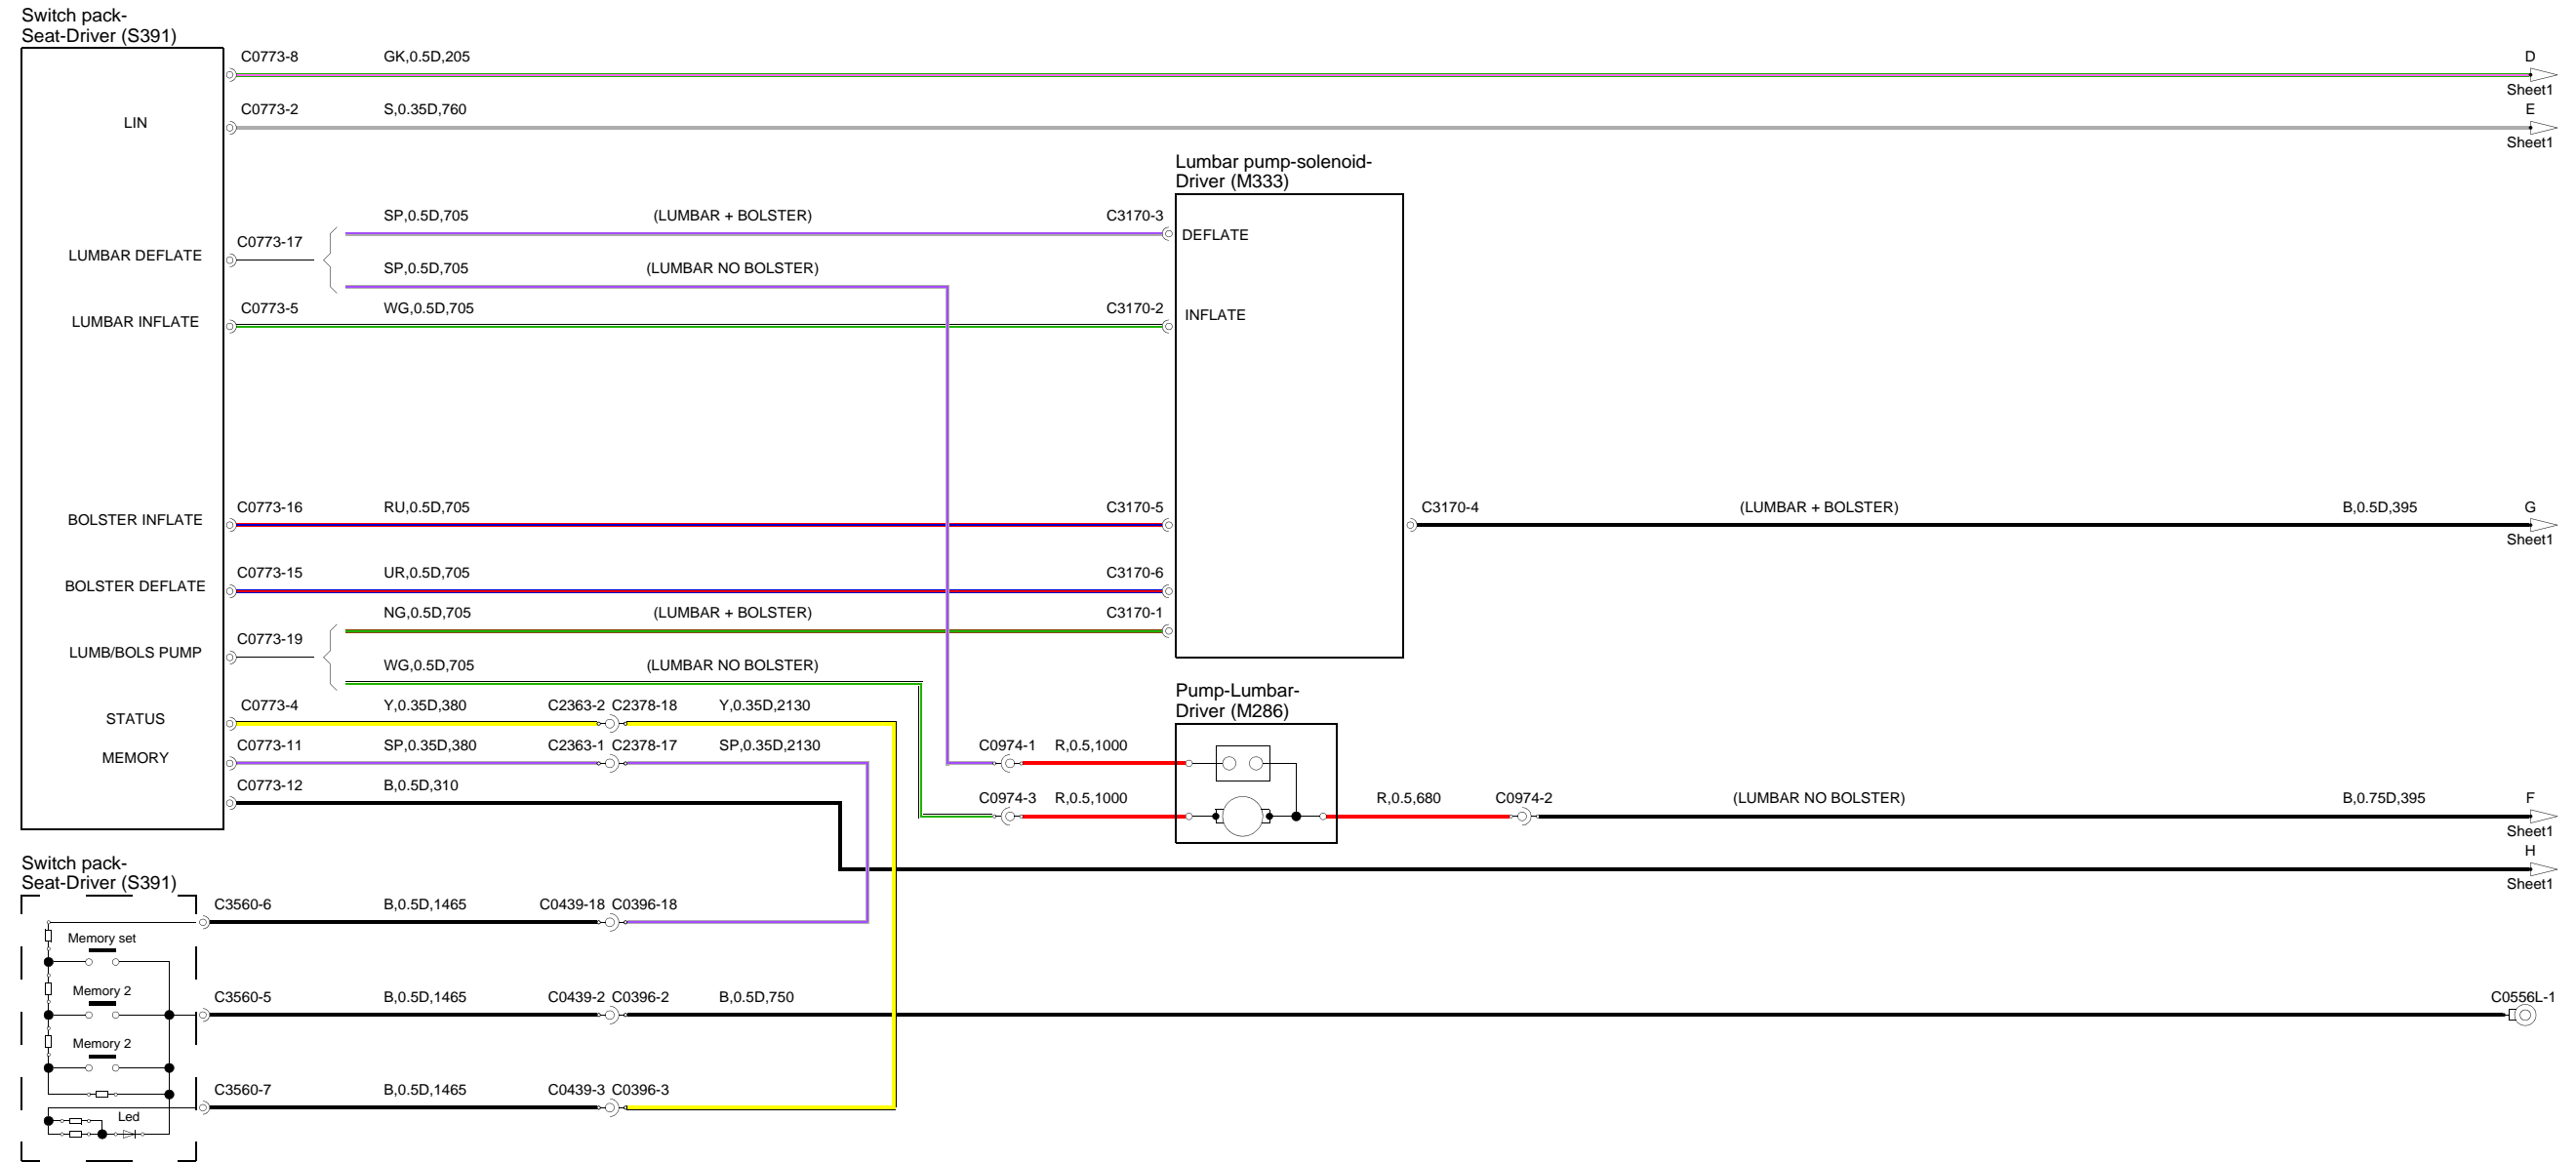 Switch pack-
Seat-Driver (S391)
C0773-8 GK,0.5D,205 D
Sheet1
C0773-2 S,0.35D,760 E
LIN
Sheet1
Lumbar pump-solenoid-
Driver (M333)
SP,0.5D,705 (LUMBAR + BOLSTER) C3170-3
DEFLATE
C0773-17
LUMBAR DEFLATE
SP,0.5D,705 (LUMBAR NO BOLSTER)
C0773-5 WG,0.5D,705 C3170-2
LUMBAR INFLATE
INFLATE
C0773-16 RU,0.5D,705 C3170-5
C3170-4 (LUMBAR + BOLSTER) B,0.5D,395 G
BOLSTER INFLATE
Sheet1
C0773-15 UR,0.5D,705 C3170-6
BOLSTER DEFLATE
NG,0.5D,705 (LUMBAR + BOLSTER) C3170-1
C0773-19
LUMB/BOLS PUMP
WG,0.5D,705 (LUMBAR NO BOLSTER)
Pump-Lumbar-
Driver (M286)
C0773-4 Y,0.35D,380 C2363-2 C2378-18 Y,0.35D,2130
STATUS
C0773-11 SP,0.35D,380 C2363-1 C2378-17 SP,0.35D,2130 C0974-1 R,0.5,1000
MEMORY
C0773-12 B,0.5D,310
C0974-3 R,0.5,1000 R,0.5,680 C0974-2 (LUMBAR NO BOLSTER) B,0.75D,395 F
Sheet1
H
Sheet1
Switch pack-
Seat-Driver (S391)
C3560-6 B,0.5D,1465 C0439-18 C0396-18
Memory set
Memory 2
C3560-5 B,0.5D,1465 C0439-2 C0396-2 B,0.5D,750 C0556L-1
Memory 2
C3560-7 B,0.5D,1465 C0439-3 C0396-3
Led